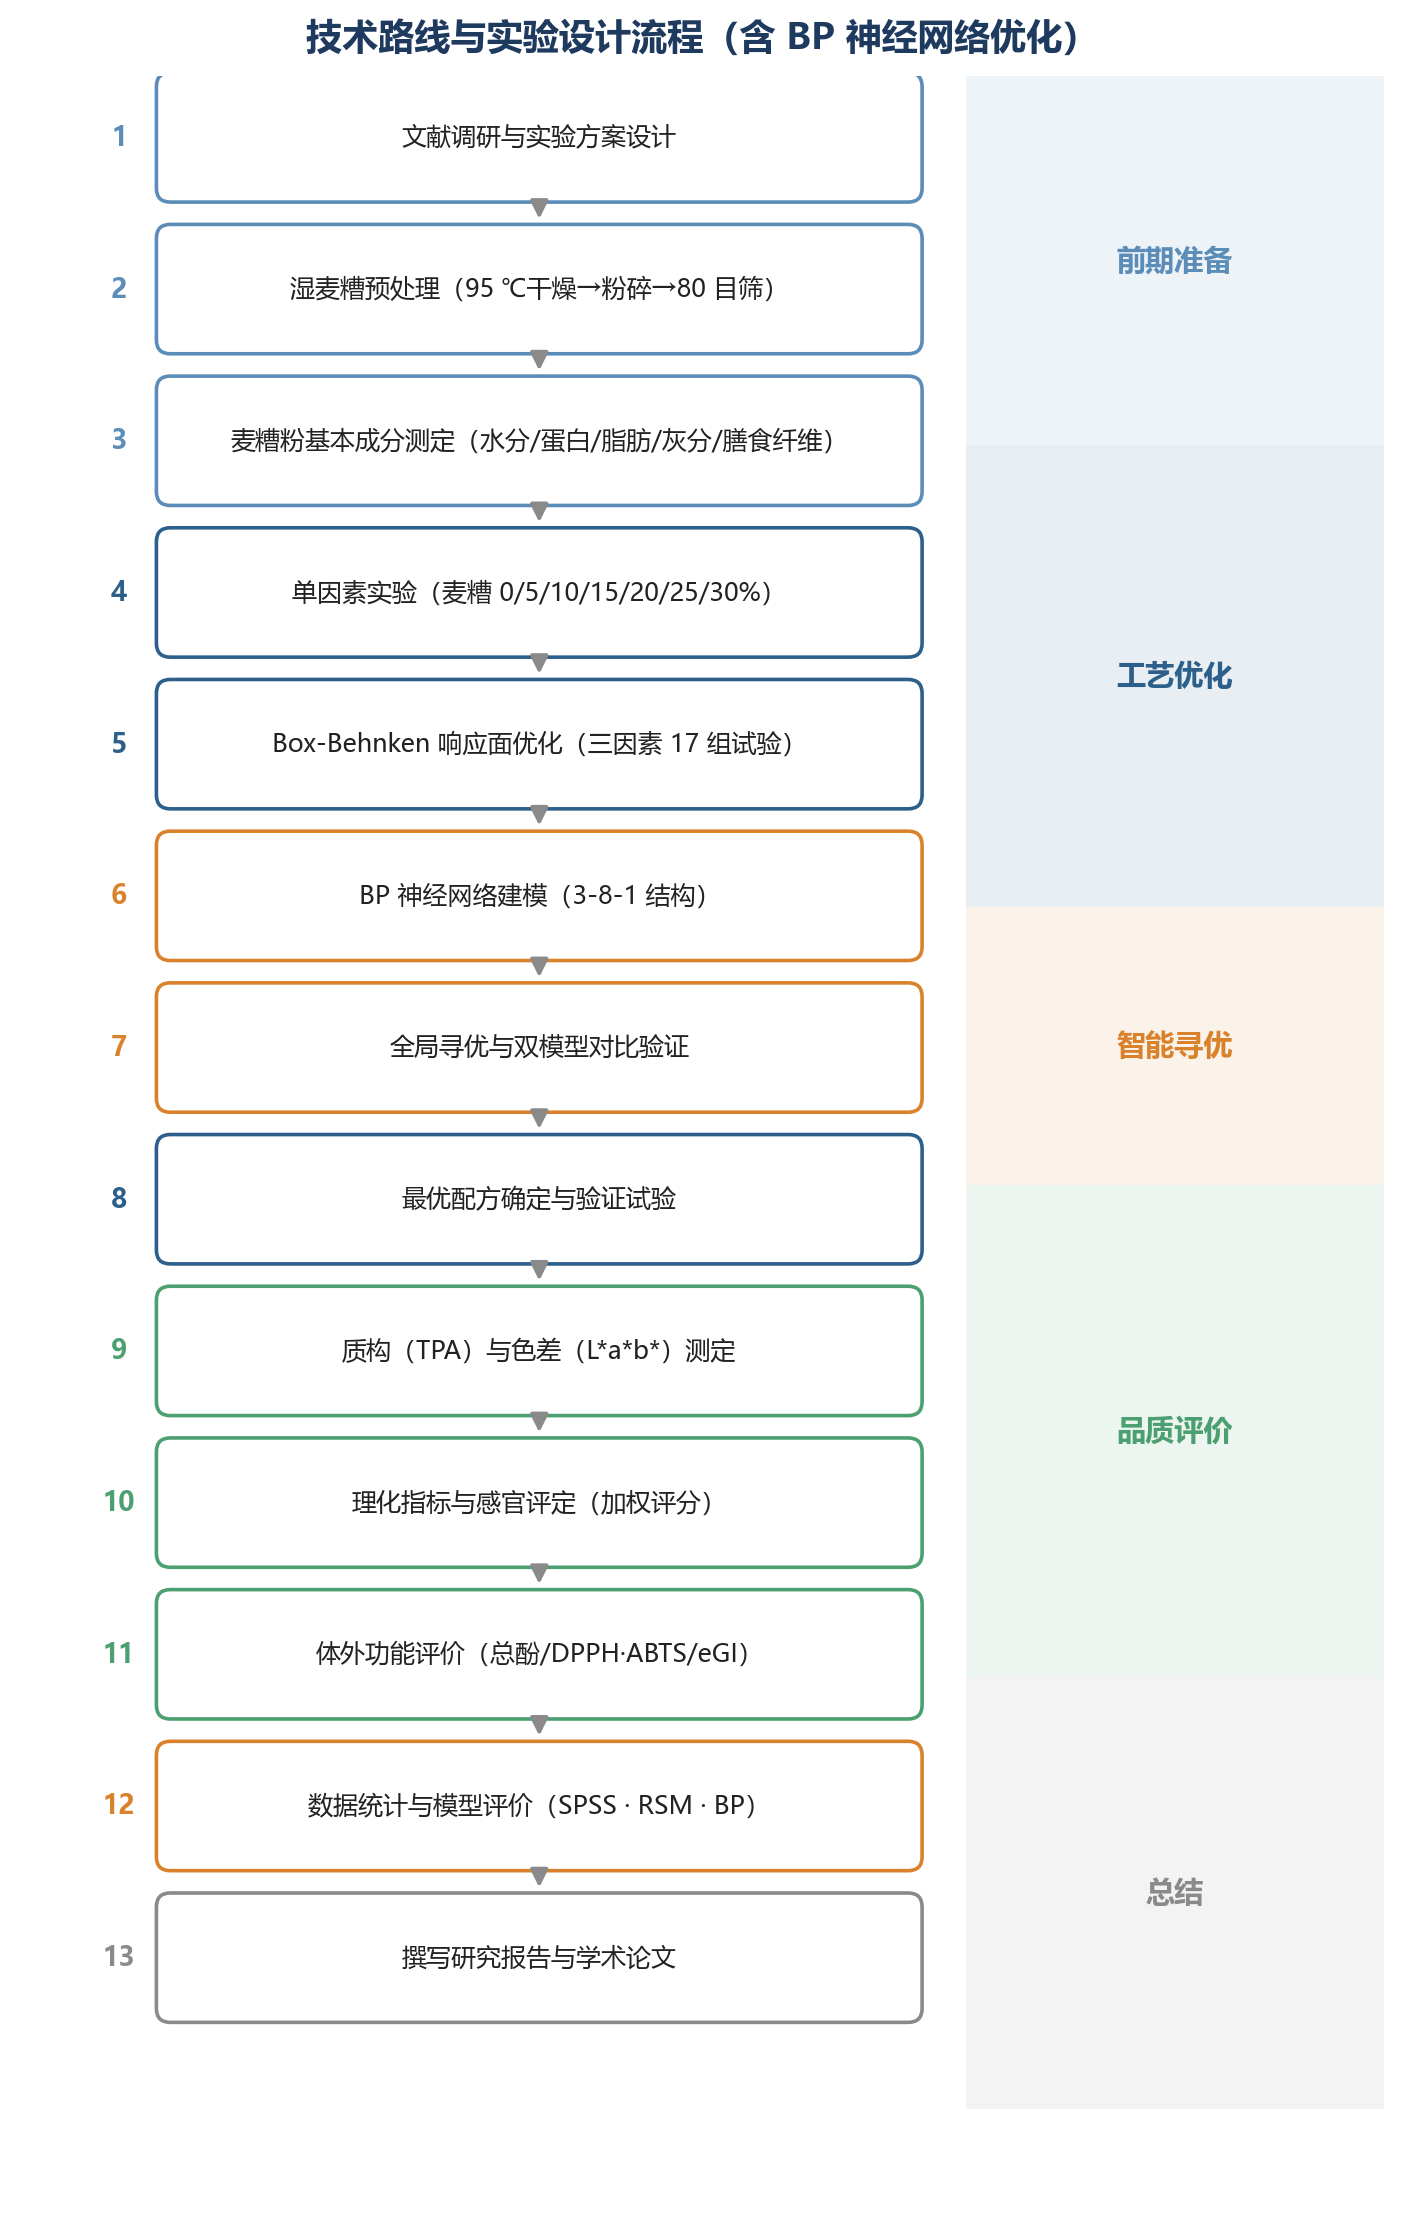 技术路线与实验设计流程（含 BP 神经网络优化）
1
文献调研与实验方案设计
2
湿麦糟预处理（95 ℃干燥→粉碎→80 目筛）
前期准备
3
麦糟粉基本成分测定（水分/蛋白/脂肪/灰分/膳食纤维）
4
单因素实验（麦糟 0/5/10/15/20/25/30%）
工艺优化
5
Box-Behnken 响应面优化（三因素 17 组试验）
6
BP 神经网络建模（3-8-1 结构）
7
全局寻优与双模型对比验证
智能寻优
8
最优配方确定与验证试验
9
质构（TPA）与色差（L*a*b*）测定
品质评价
10
理化指标与感官评定（加权评分）
11
体外功能评价（总酚/DPPH·ABTS/eGI）
12
数据统计与模型评价（SPSS · RSM · BP）
总结
13
撰写研究报告与学术论文